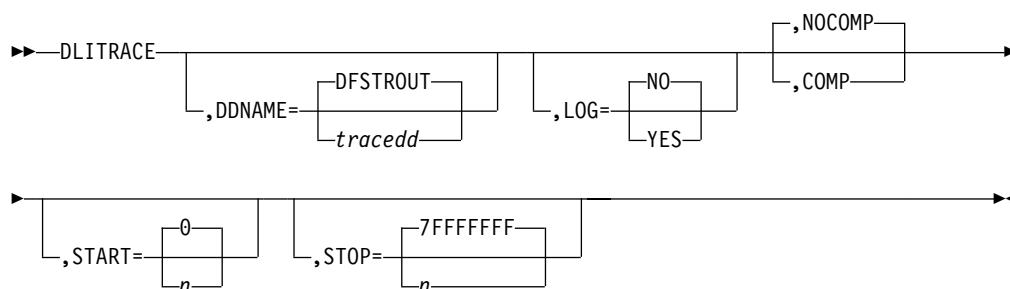 ,NOCOMP
DLITRACE
DFSTROUT NO ,COMP
,DDNAME= ,LOG=
tracedd YES
0 7FFFFFFF
,START= ,STOP=
n n